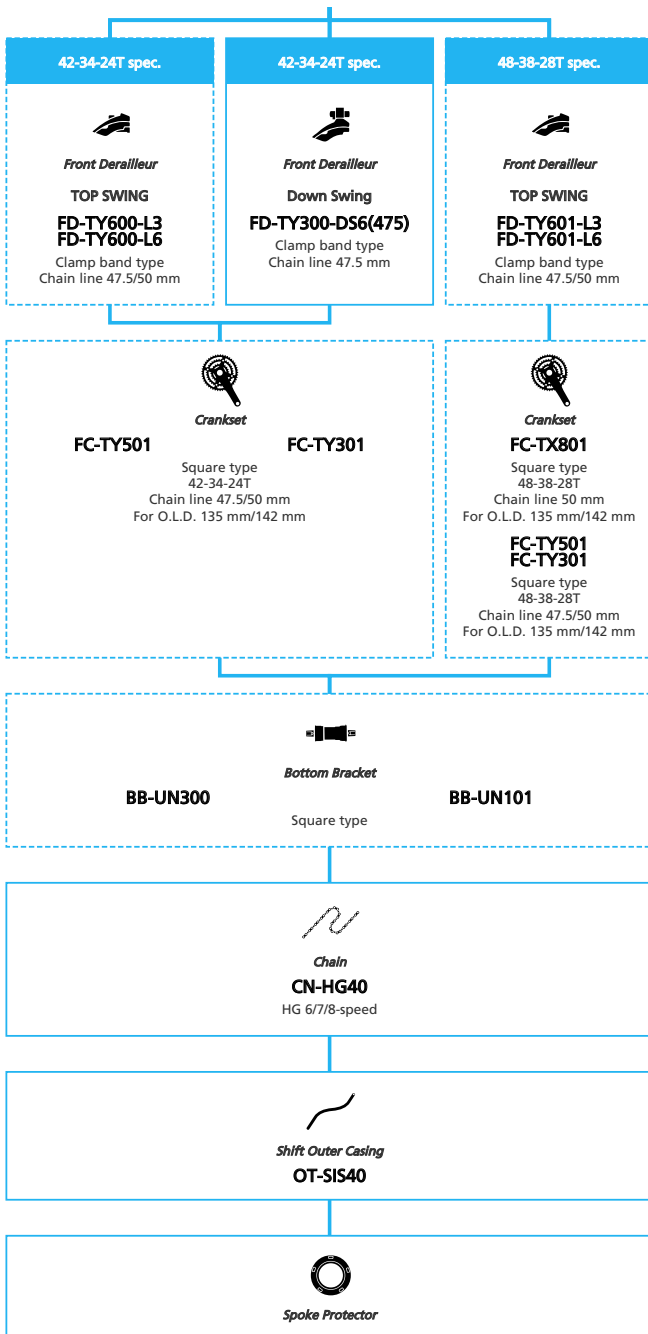 42-34-24T spec.
Front Derailleur
TOP SWING
FD-TY600-L3
FD-TY600-L6
Clamp band type
Chain line 47.5/50 mm
42-34-24T spec.
Front Derailleur
Down Swing
FD-TY300-DS6(475)
Clamp band type
Chain line 47.5 mm
48-38-28T spec.
Front Derailleur
TOP SWING
FD-TY601-L3
FD-TY601-L6
Clamp band type
Chain line 47.5/50 mm
Crankset
FC-TY501 FC-TY301
Square type
42-34-24T
Chain line 47.5/50 mm
For O.L.D. 135 mm/142 mm
Crankset
FC-TX801
Square type
48-38-28T
Chain line 50 mm
For O.L.D. 135 mm/142 mm
FC-TY501
FC-TY301
Square type
48-38-28T
Chain line 47.5/50 mm
For O.L.D. 135 mm/142 mm
Bottom Bracket
BB-UN300 BB-UN101
Square type
Chain
CN-HG40
HG 6/7/8-speed
Shift Outer Casing
OT-SIS40
Spoke Protector